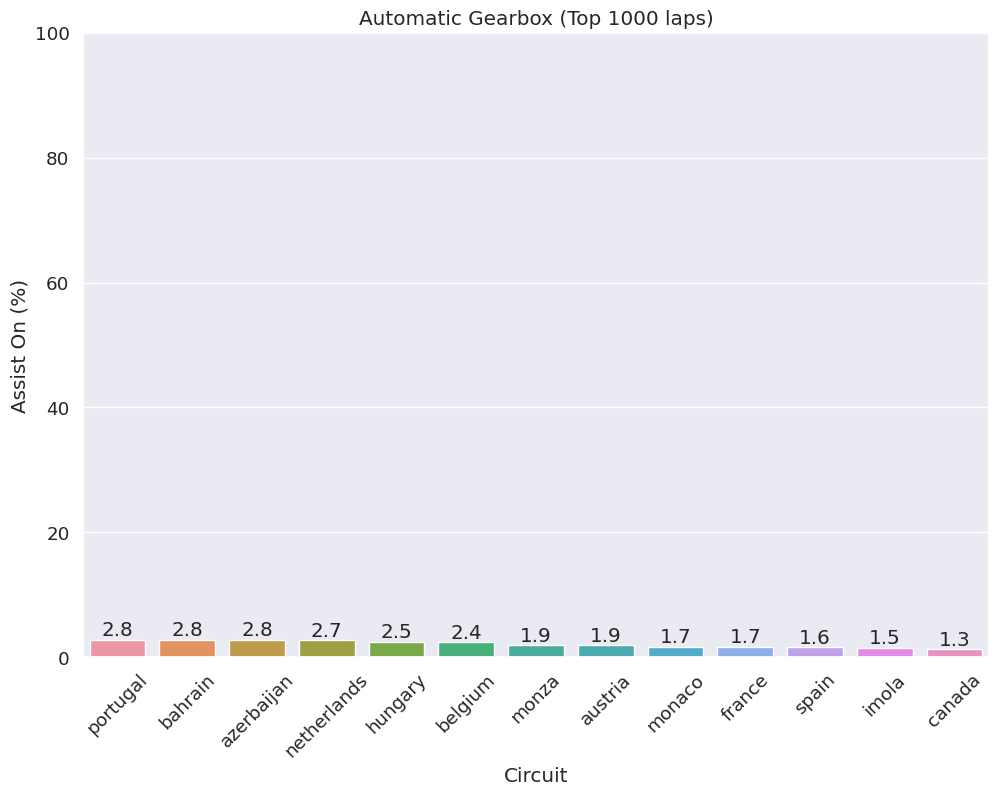 Automatic Gearbox (Top 1000 laps)
100
80
60
40
20
0
Assist On (%)
2.8
2.8
2.8
2.7
2.5
2.4
1.9
1.9
1.7
1.7
1.6
1.5
1.3
portugal
bahrain
azerbaijan
netherlands
hungary
belgium
monza
austria
monaco
france
spain
imola
canada
Circuit